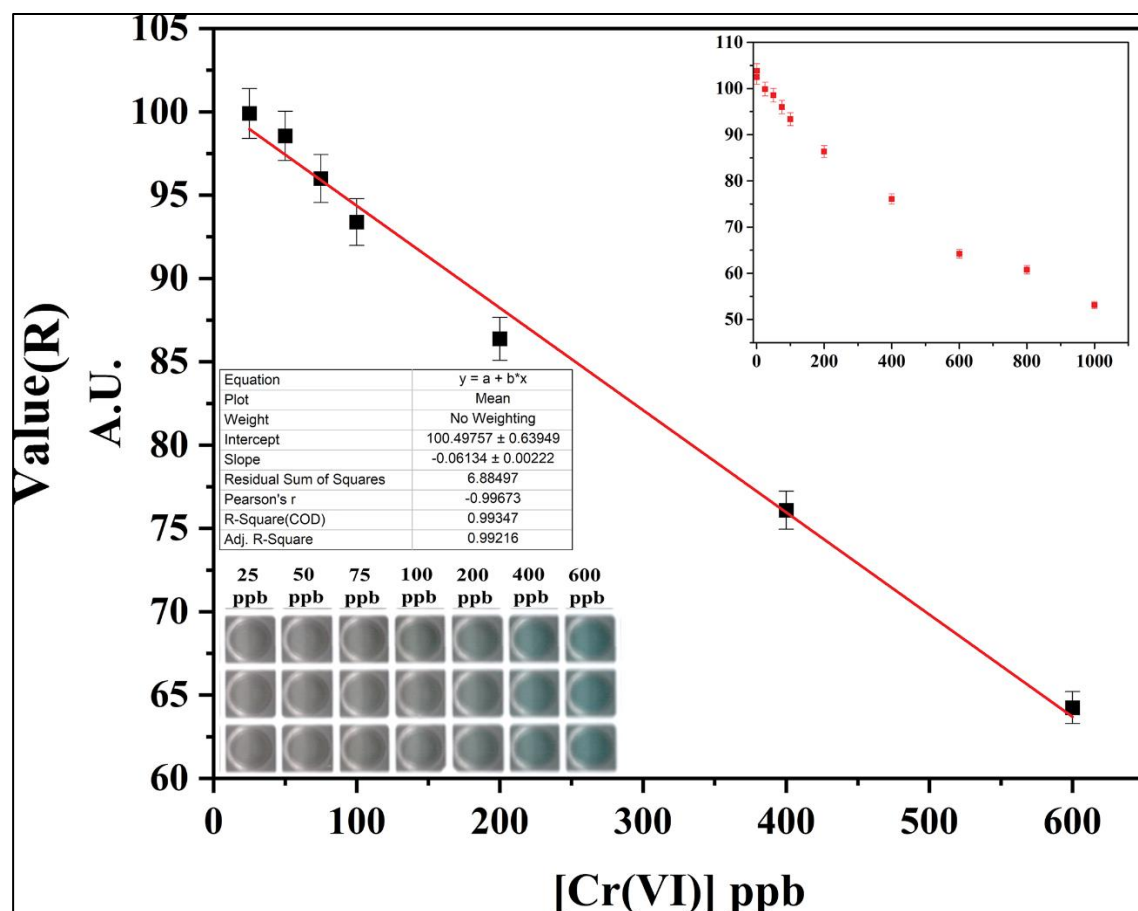 105
100
95
90
85
80
75
70
65
60
Value(R)
A.U.
110
100
90
80
70
60
50
0 200 400 600 800 1000
Equation y = a + b*x
Plot Mean
Weight No Weighting
Intercept 100.49757 ± 0.63949
Slope -0.06134 ± 0.00222
Residual Sum of Squares 6.88497
Pearson's r -0.99673
R-Square(COD) 0.99347
Adj. R-Square 0.99216
25 50 75 100 200 400 600
ppb ppb ppb ppb ppb ppb ppb
0 100 200 300 400 500 600
[Cr(VI)] ppb